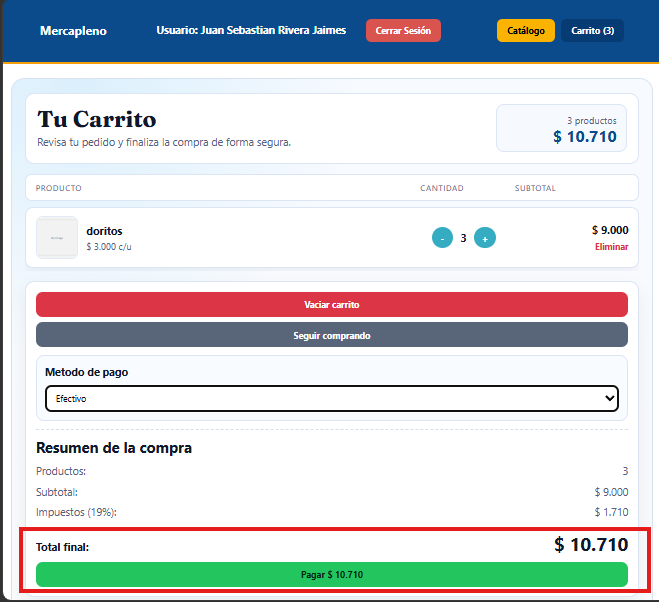 Mercapleno
Usuario: Juan Sebastian Rivera Jaimes
Cerrar Sesión
Catálogo
Carrito (3)
Tu Carrito
Revisa tu pedido y finaliza la compra de forma segura.
3 productos
$ 10.710
PRODUCTO CANTIDAD SUBTOTAL
doritos
$ 3.000 c/u
- 3 +
$ 9.000
Eliminar
Vaciar carrito
Seguir comprando
Metodo de pago
Efectivo
Resumen de la compra
Productos: 3
Subtotal: $ 9.000
Impuestos (19%): $ 1.710
Total final: $ 10.710
Pagar $ 10.710